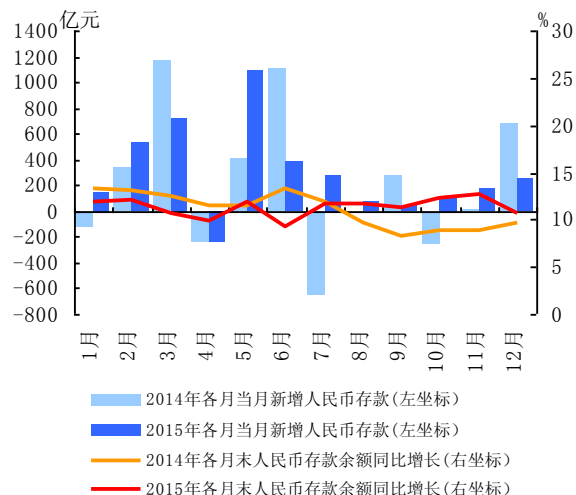 亿元 %
1400 30
1200
1000 25
800
600 20
400 15
200
0 10
-200
-400 5
-600
-800 0
1月 2月 3月 4月 5月 6月 7月 8月 9月 10月 11月 12月
2014年各月当月新增人民币存款(左坐标)
2015年各月当月新增人民币存款(左坐标)
2014年各月末人民币存款余额同比增长(右坐标)
2015年各月末人民币存款余额同比增长(右坐标)